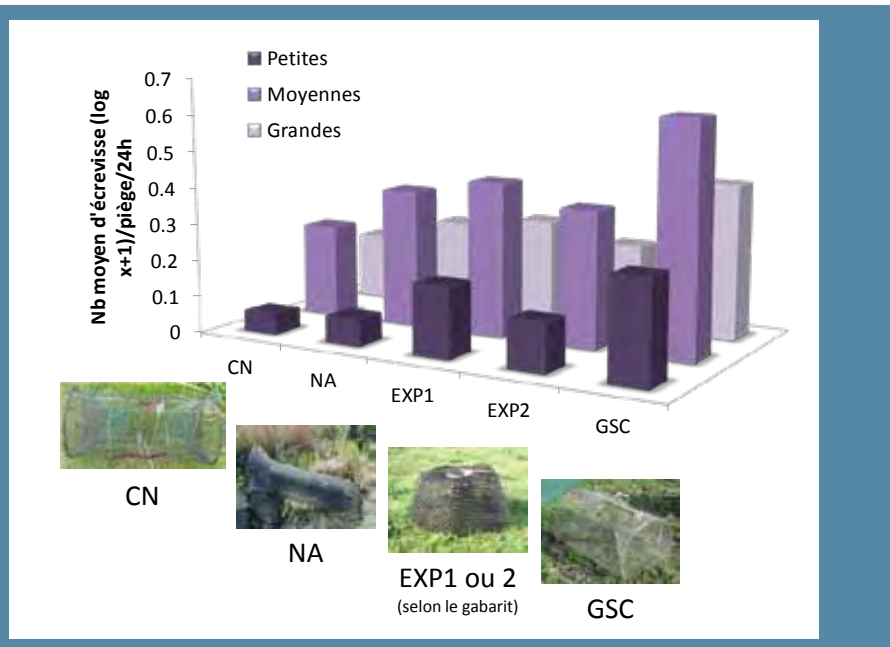 Petites
Moyennes
Grandes
Nb moyen d'écrevisse (log
x+1)/piège/24h
0.7
0.6
0.5
0.4
0.3
0.2
0.1
0
CN
NA
EXP1
EXP2
GSC
CN
NA
EXP1 ou 2
(selon le gabarit)
GSC